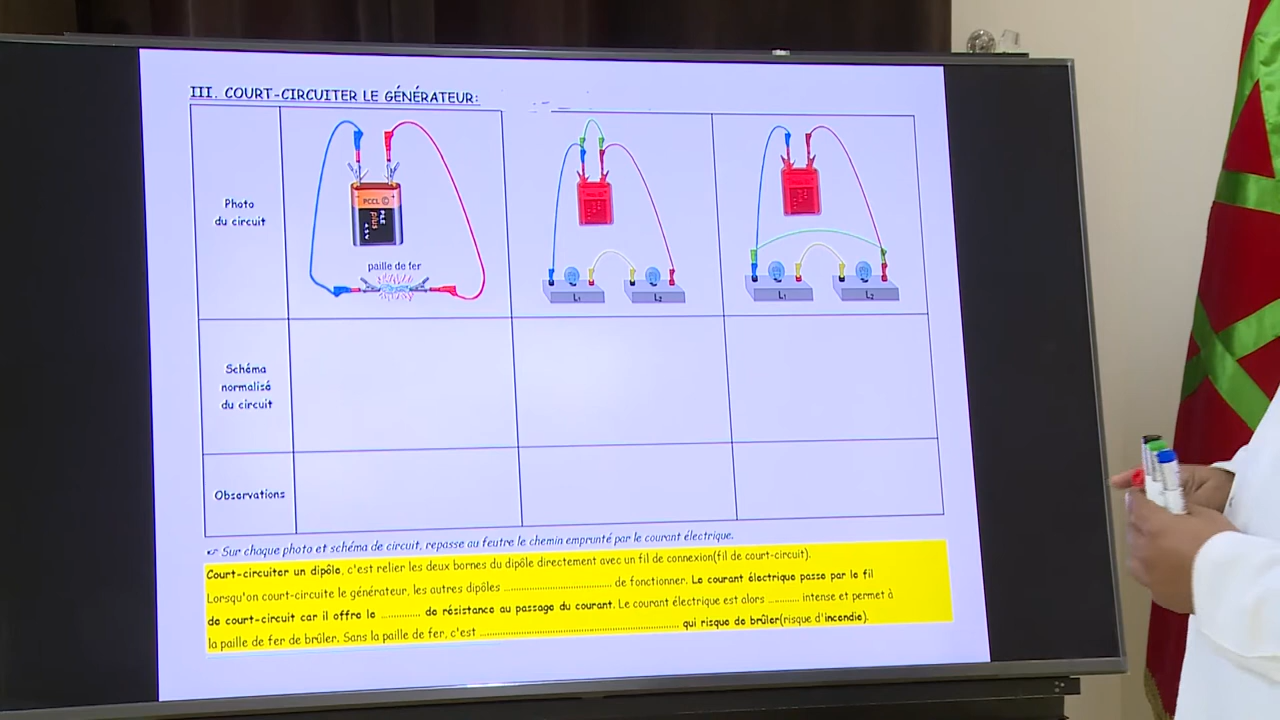 III. COURT-CIRCUITER LE GÉNÉRATEUR:
Photo
du circuit
PCCL ©
PILE
plus
4.5 V
paille de fer
L₁
L₂
L₁
L₂
Schéma
normalisé
du circuit
Observations
☞ Sur chaque photo et schéma de circuit, repasse au feutre le chemin emprunté par le courant électrique.
Court-circuiter un dipôle, c'est relier les deux bornes du dipôle directement avec un fil de connexion(fil de court-circuit).
Lorsqu'on court-circuite le générateur, les autres dipôles .................................. de fonctionner. Le courant électrique passe par le fil
de court-circuit car il offre le ............ de résistance au passage du courant. Le courant électrique est alors .......... intense et permet à
la paille de fer de brûler. Sans la paille de fer, c'est ............................................................ qui risque de brûler(risque d'incendie).